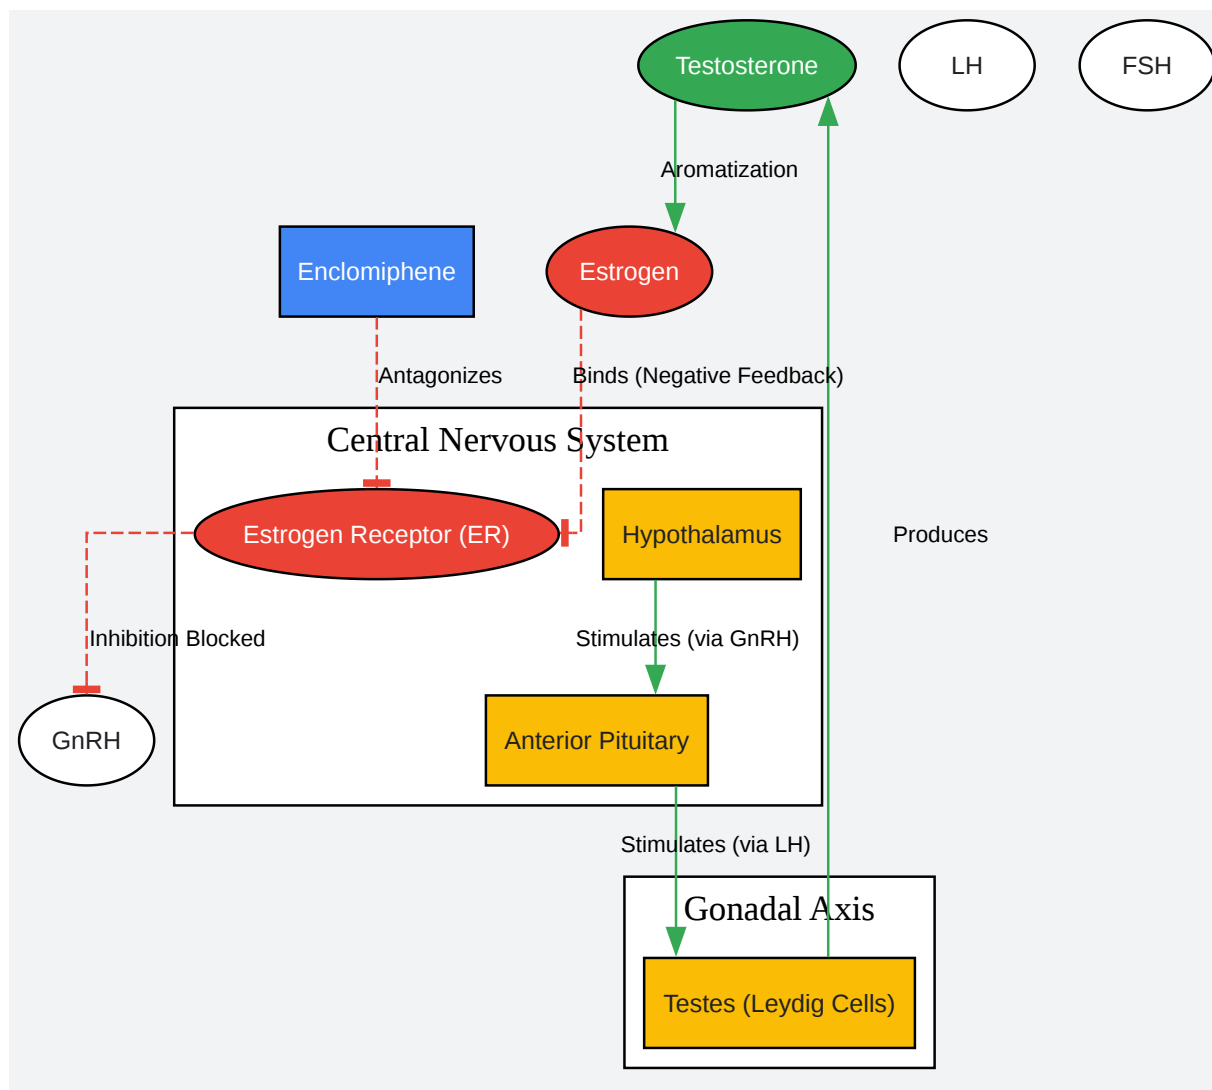 Testosterone
LH
FSH
Aromatization
Enclomiphene
Estrogen
Antagonizes
Binds (Negative Feedback)
Central Nervous System
Estrogen Receptor (ER)
Hypothalamus
Produces
Inhibition Blocked
Stimulates (via GnRH)
GnRH
Anterior Pituitary
Stimulates (via LH)
Gonadal Axis
Testes (Leydig Cells)